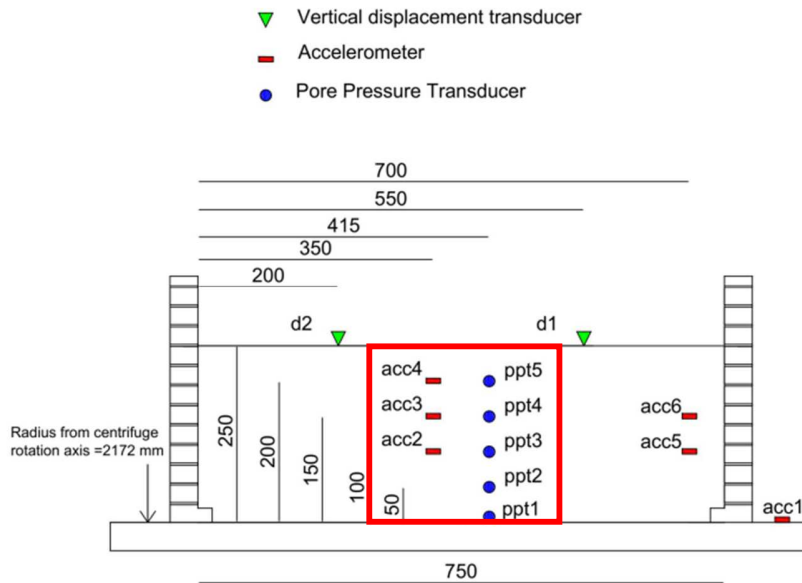 Vertical displacement transducer
Accelerometer
Pore Pressure Transducer
700
550
415
350
200
d2
d1
acc4
ppt5
acc3
ppt4
acc6
acc2
ppt3
acc5
Radius from centrifuge
rotation axis =2172 mm
250
200
150
100
50
ppt2
ppt1
acc1
750